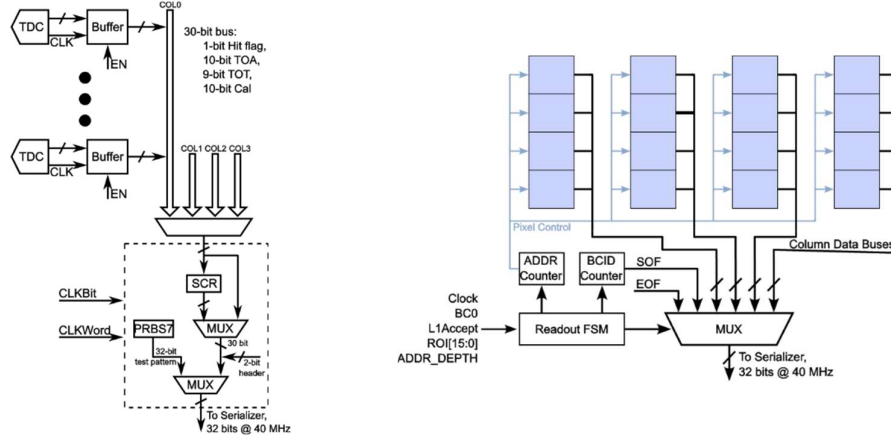 TDC
Buffer
CLK
EN
COL0
30-bit bus:
1-bit Hit flag,
10-bit TOA,
9-bit TOT,
10-bit Cal
TDC
Buffer
CLK
EN
COL1
COL2
COL3
SCR
CLKBit
CLKWord
PRBS7
MUX
30 bit
32-bit
test pattern
2-bit
header
MUX
To Serializer,
32 bits @ 40 MHz
Pixel Control
Column Data Buses
ADDR
Counter
BCID
Counter
SOF
EOF
Clock
BC0
L1Accept
ROI[15:0]
ADDR_DEPTH
Readout FSM
MUX
To Serializer,
32 bits @ 40 MHz